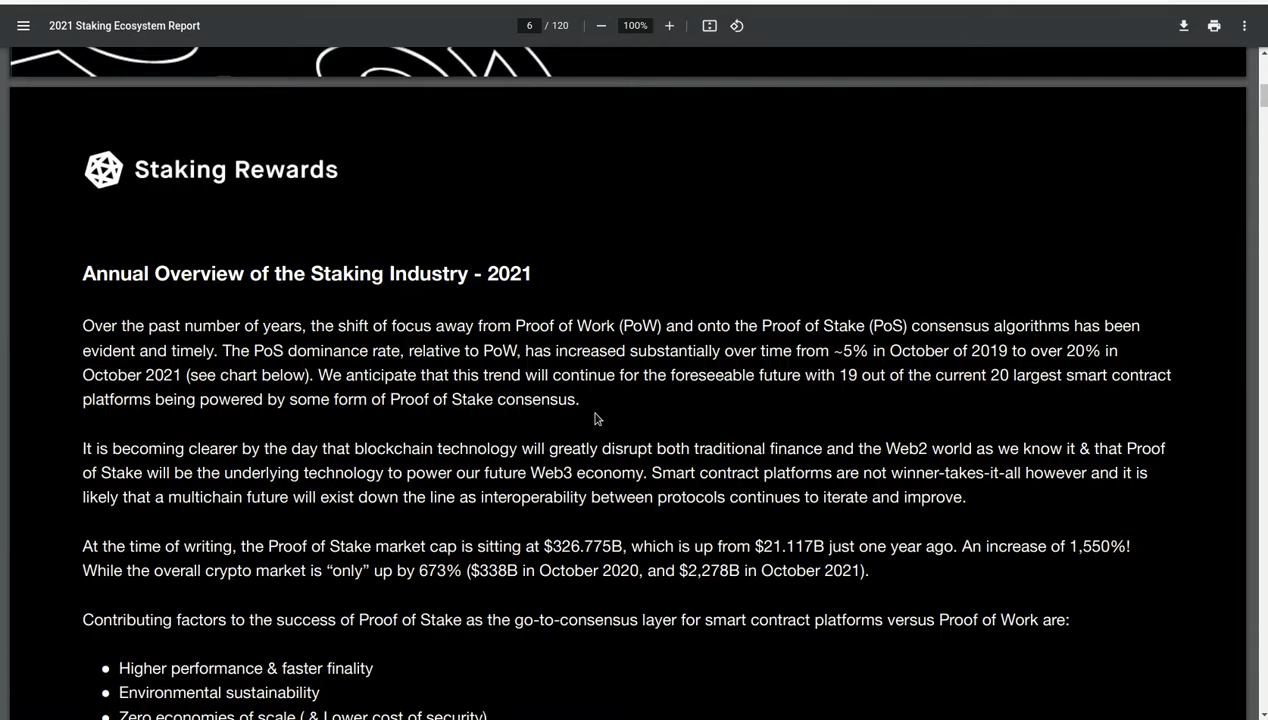 2021 Staking Ecosystem Report
6 / 120
100%
Staking Rewards
Annual Overview of the Staking Industry - 2021
Over the past number of years, the shift of focus away from Proof of Work (PoW) and onto the Proof of Stake (PoS) consensus algorithms has been
evident and timely. The PoS dominance rate, relative to PoW, has increased substantially over time from ~5% in October of 2019 to over 20% in
October 2021 (see chart below). We anticipate that this trend will continue for the foreseeable future with 19 out of the current 20 largest smart contract
platforms being powered by some form of Proof of Stake consensus.
It is becoming clearer by the day that blockchain technology will greatly disrupt both traditional finance and the Web2 world as we know it & that Proof
of Stake will be the underlying technology to power our future Web3 economy. Smart contract platforms are not winner-takes-it-all however and it is
likely that a multichain future will exist down the line as interoperability between protocols continues to iterate and improve.
At the time of writing, the Proof of Stake market cap is sitting at $326.775B, which is up from $21.117B just one year ago. An increase of 1,550%!
While the overall crypto market is “only” up by 673% ($338B in October 2020, and $2,278B in October 2021).
Contributing factors to the success of Proof of Stake as the go-to-consensus layer for smart contract platforms versus Proof of Work are:
● Higher performance & faster finality
● Environmental sustainability
● Zero economies of scale ( & Lower cost of security)